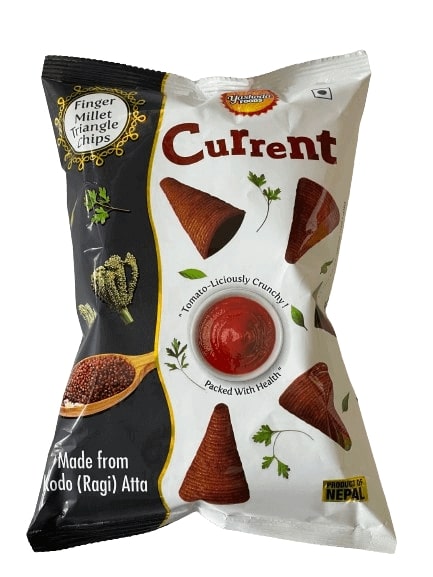 Yashoda
FOODS
Finger
Millet
Triangle
Chips
Current
"Tomato-Liciously Crunchy!
Packed With Health"
Made from
Kodo (Ragi) Atta
PRODUCT OF
NEPAL